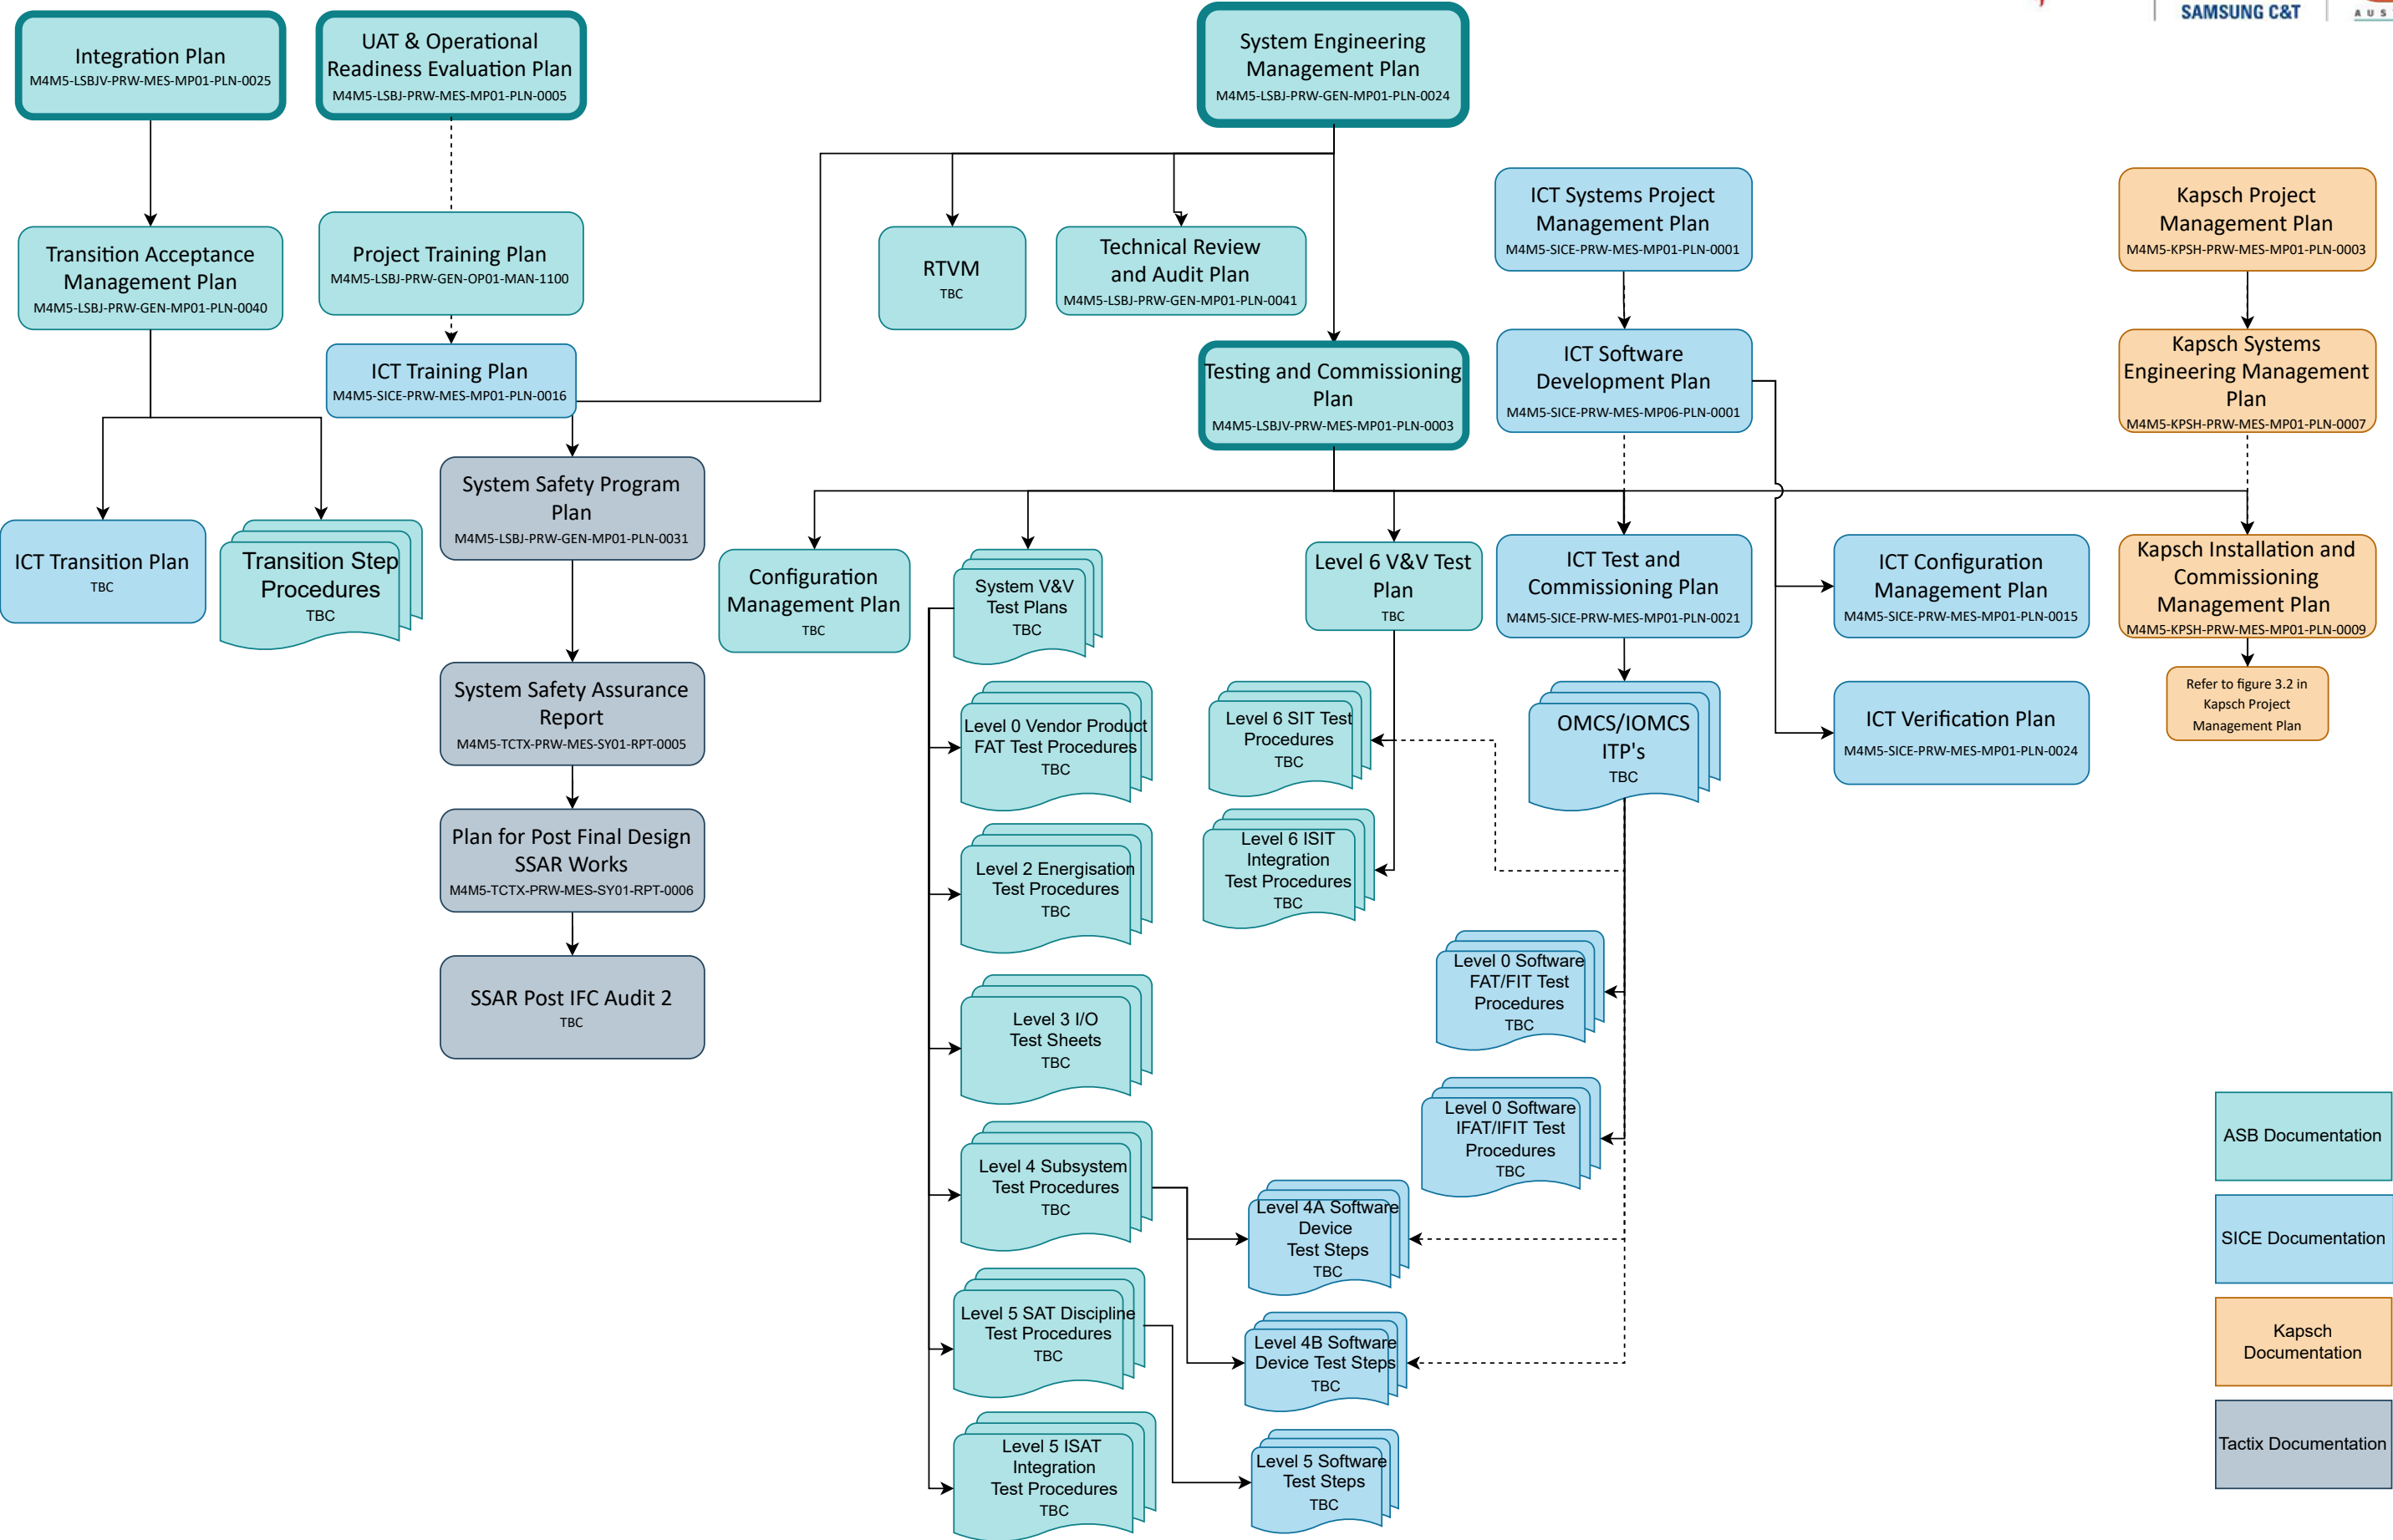 SAMSUNG C&T
Integration Plan
M4M5-LSBJV-PRW-MES-MP01-PLN-0025
UAT & Operational
Readiness Evaluation Plan
M4M5-LSBJ-PRW-MES-MP01-PLN-0005
System Engineering
Management Plan
M4M5-LSBJ-PRW-GEN-MP01-PLN-0024
Transition Acceptance
Management Plan
M4M5-LSBJ-PRW-GEN-MP01-PLN-0040
Project Training Plan
M4M5-LSBJ-PRW-GEN-OP01-MAN-1100
RTVM
TBC
Technical Review
and Audit Plan
M4M5-LSBJ-PRW-GEN-MP01-PLN-0041
ICT Systems Project
Management Plan
M4M5-SICE-PRW-MES-MP01-PLN-0001
Kapsch Project
Management Plan
M4M5-KPSH-PRW-MES-MP01-PLN-0003
ICT Training Plan
M4M5-SICE-PRW-MES-MP01-PLN-0016
Testing and Commissioning
Plan
M4M5-LSBJV-PRW-MES-MP01-PLN-0003
ICT Software
Development Plan
M4M5-SICE-PRW-MES-MP06-PLN-0001
Kapsch Systems
Engineering Management
Plan
M4M5-KPSH-PRW-MES-MP01-PLN-0007
System Safety Program
Plan
M4M5-LSBJ-PRW-GEN-MP01-PLN-0031
ICT Transition Plan
TBC
Transition Step
Procedures
TBC
Configuration
Management Plan
TBC
System V&V
Test Plans
TBC
Level 6 V&V Test
Plan
TBC
ICT Test and
Commissioning Plan
M4M5-SICE-PRW-MES-MP01-PLN-0021
ICT Configuration
Management Plan
M4M5-SICE-PRW-MES-MP01-PLN-0015
Kapsch Installation and
Commissioning
Management Plan
M4M5-KPSH-PRW-MES-MP01-PLN-0009
System Safety Assurance
Report
M4M5-TCTX-PRW-MES-SY01-RPT-0005
Level 0 Vendor Product
FAT Test Procedures
TBC
Level 6 SIT Test
Procedures
TBC
OMCS/IOMCS
ITP's
TBC
ICT Verification Plan
M4M5-SICE-PRW-MES-MP01-PLN-0024
Refer to figure 3.2 in
Kapsch Project
Management Plan
Plan for Post Final Design
SSAR Works
M4M5-TCTX-PRW-MES-SY01-RPT-0006
Level 2 Energisation
Test Procedures
TBC
Level 6 ISIT
Integration
Test Procedures
TBC
SSAR Post IFC Audit 2
TBC
Level 3 I/O
Test Sheets
TBC
Level 0 Software
FAT/FIT Test
Procedures
TBC
Level 0 Software
IFAT/IFIT Test
Procedures
TBC
Level 4 Subsystem
Test Procedures
TBC
Level 4A Software
Device
Test Steps
TBC
Level 5 SAT Discipline
Test Procedures
TBC
Level 4B Software
Device Test Steps
TBC
Level 5 ISAT
Integration
Test Procedures
TBC
Level 5 Software
Test Steps
TBC
ASB Documentation
SICE Documentation
Kapsch
Documentation
Tactix Documentation